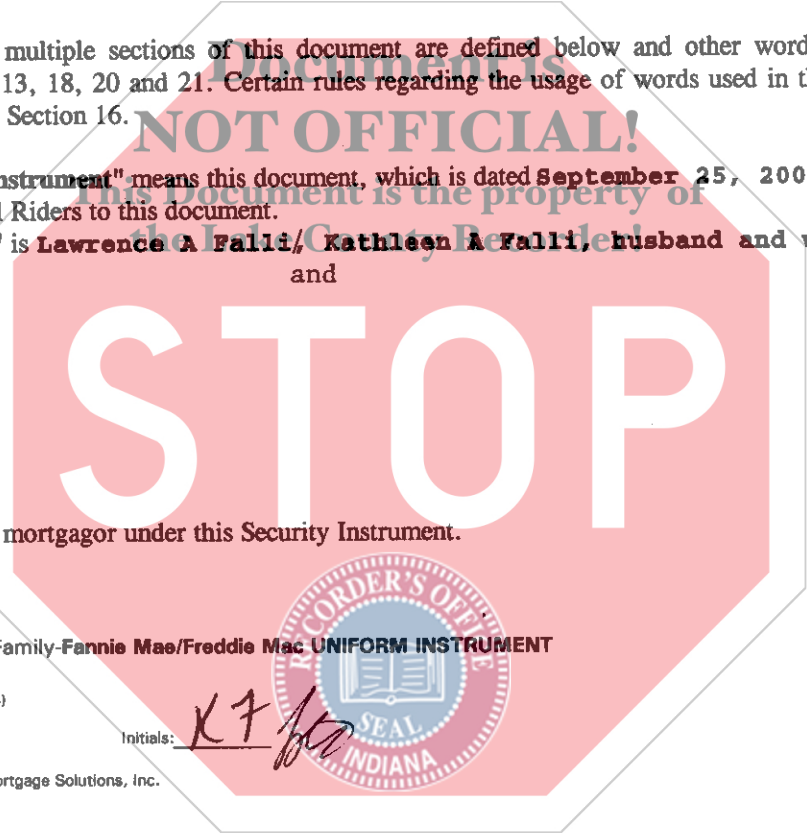 multiple sections of this document are defined below and other word
Document is
13, 18, 20 and 21. Certain rules regarding the usage of words used in t
Section 16.
NOT OFFICIAL!
nstrument" means this document, which is dated September 25, 200
This Document is the property of
l Riders to this document.
the Lake County Recorder!
" is Lawrence A Falli/ Kathleen A Falli, husband and w
and
STOP
mortgagor under this Security Instrument.
RECORDER'S OFFICE
Family-Fannie Mae/Freddie Mac UNIFORM INSTRUMENT
Initials: KF
SEAL
INDIANA
ortgage Solutions, Inc.